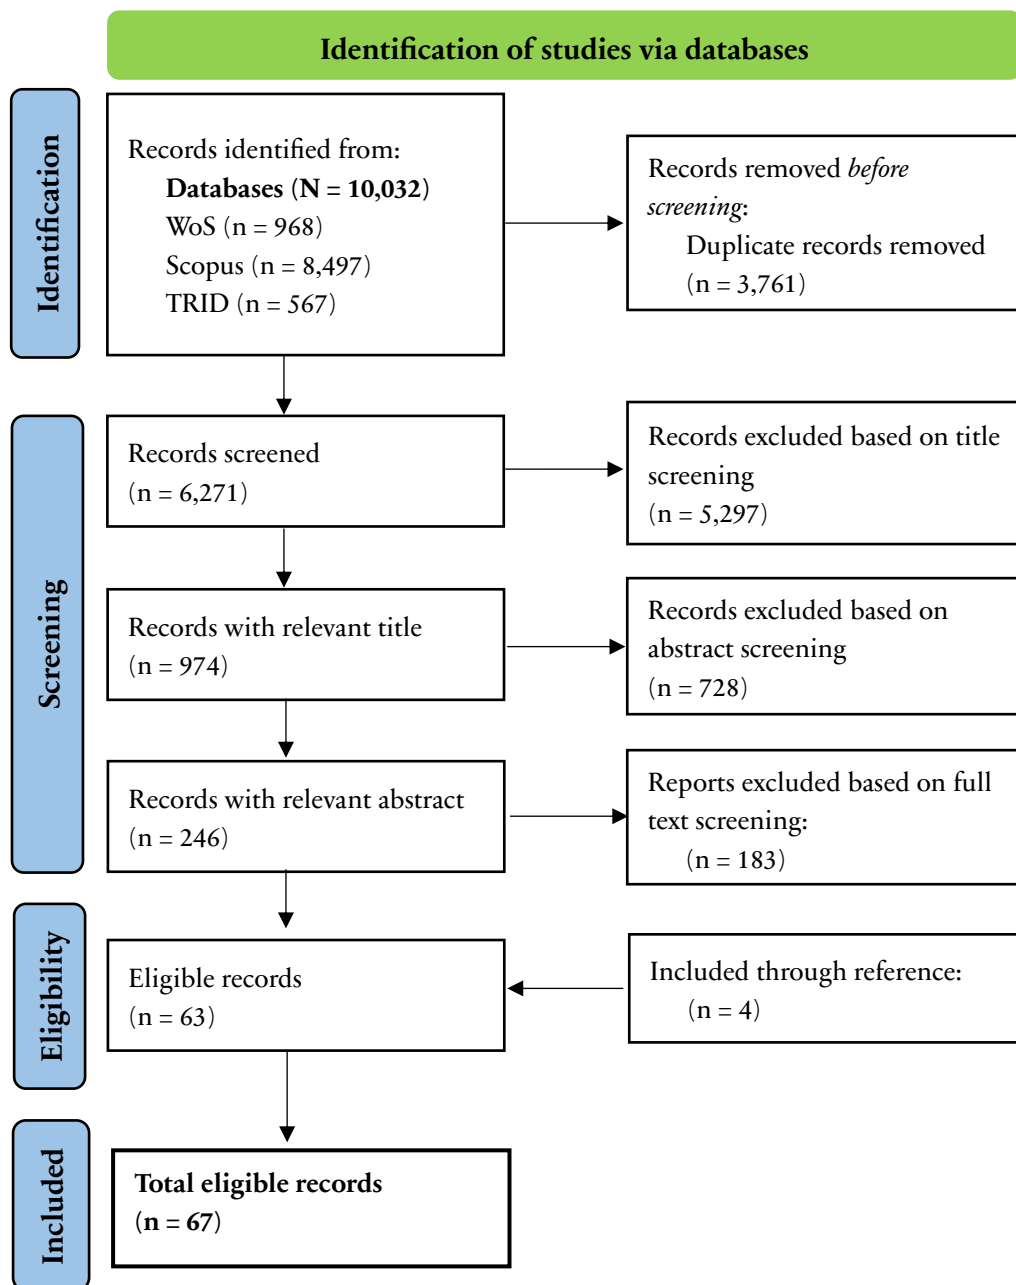 Identification of studies via databases
Identification
Records identified from:
Databases (N = 10,032)
WoS (n = 968)
Scopus (n = 8,497)
TRID (n = 567)
Records removed before
screening:
Duplicate records removed
(n = 3,761)
Screening
Records screened
(n = 6,271)
Records excluded based on title
screening
(n = 5,297)
Records with relevant title
(n = 974)
Records excluded based on
abstract screening
(n = 728)
Records with relevant abstract
(n = 246)
Reports excluded based on full
text screening:
(n = 183)
Eligibility
Eligible records
(n = 63)
Included through reference:
(n = 4)
Included
Total eligible records
(n = 67)